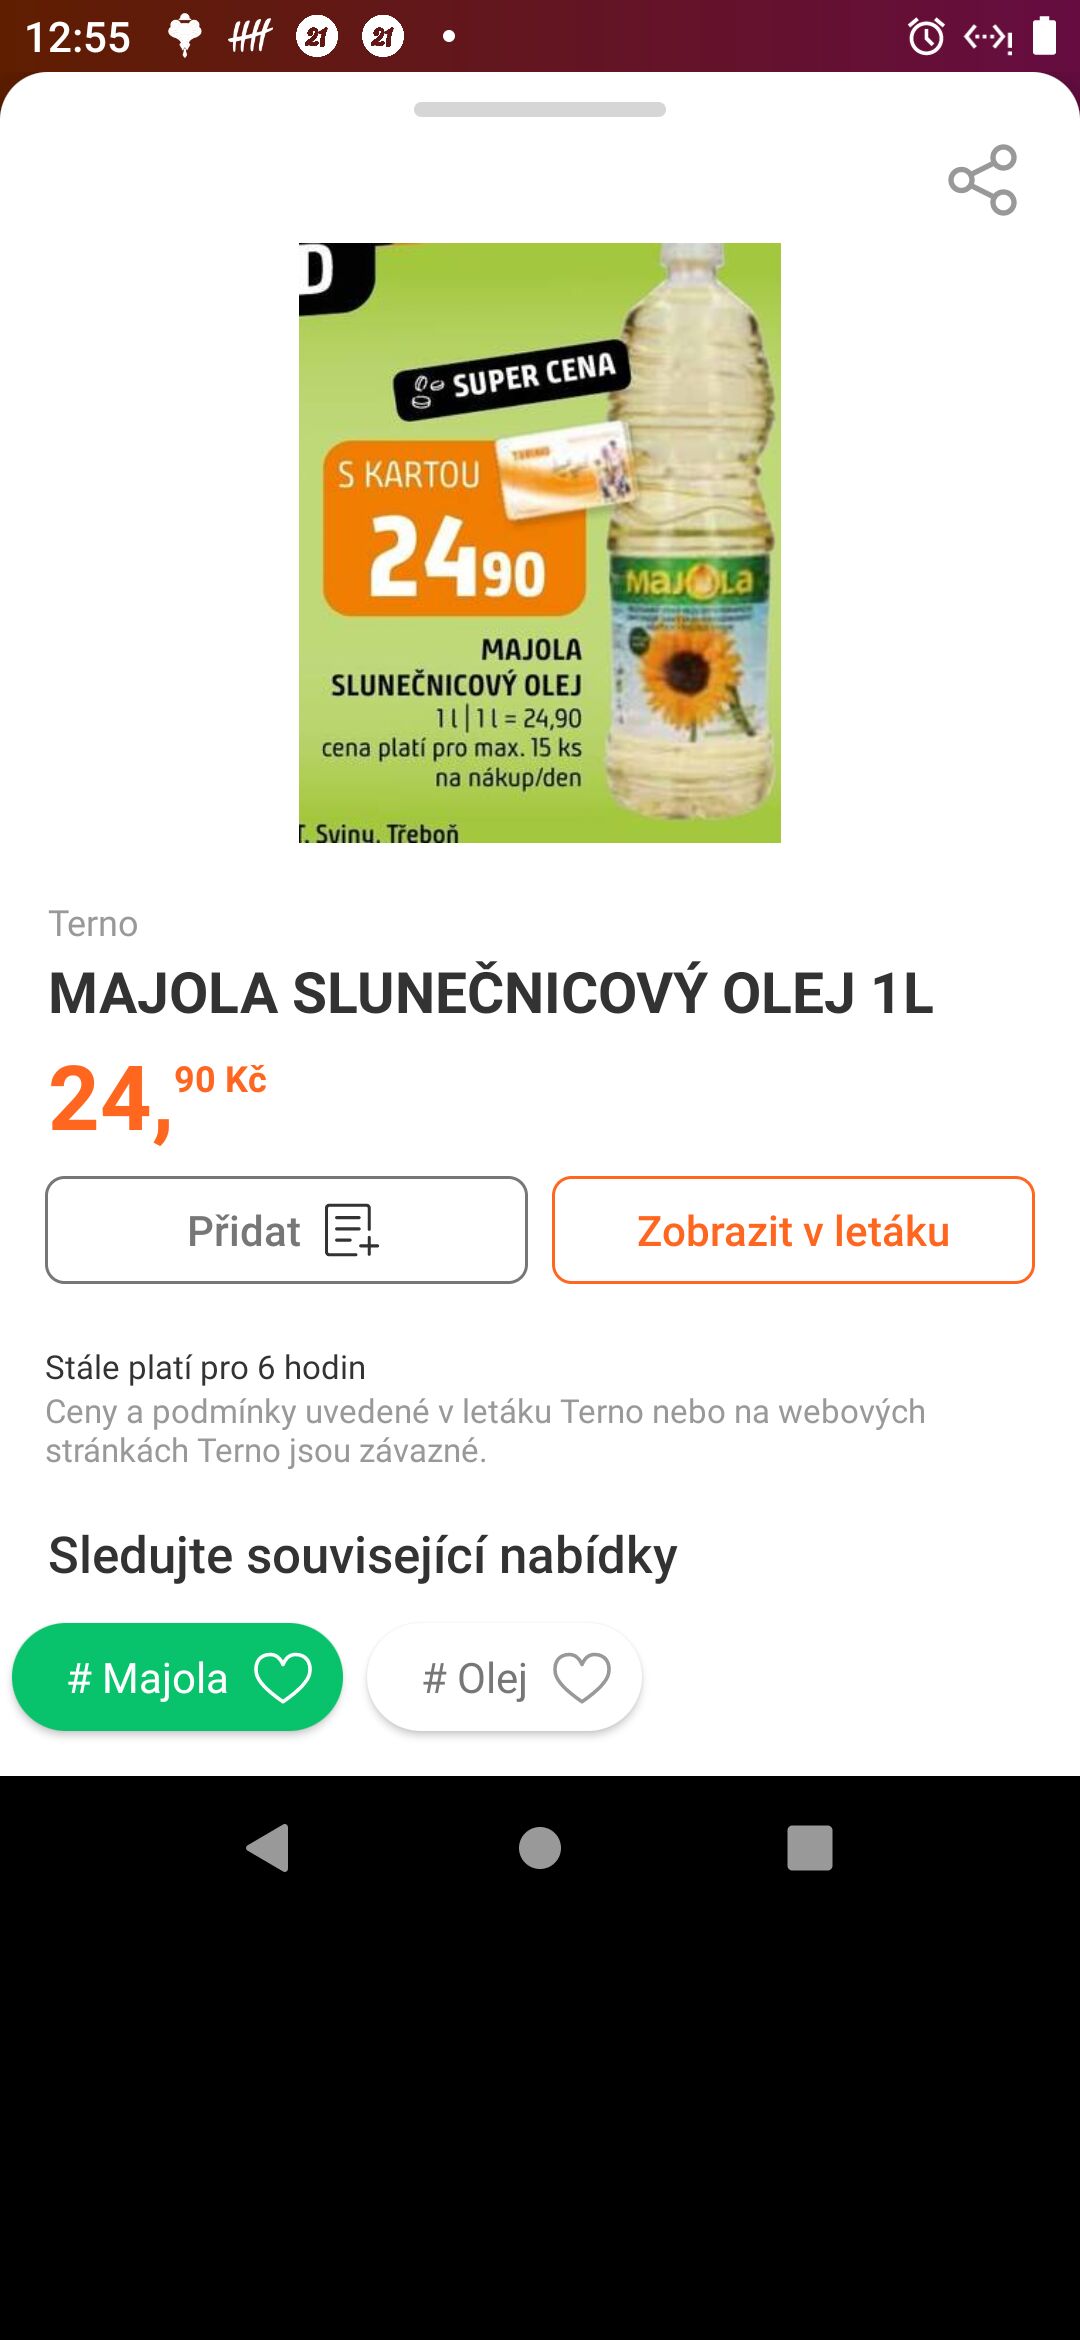 12:55
21
21
D
SUPER CENA
S KARTOU
TERNO
24 90
MAJOLA
MAJOLA
SLUNEČNICOVÝ OLEJ
1 l | 1 l = 24,90
cena platí pro max. 15 ks
na nákup/den
T. Sviny, Třeboň
Terno
MAJOLA SLUNEČNICOVÝ OLEJ 1L
24,90 Kč
Přidat
Zobrazit v letáku
Stále platí pro 6 hodin
Ceny a podmínky uvedené v letáku Terno nebo na webových
stránkách Terno jsou závazné.
Sledujte související nabídky
# Majola
# Olej